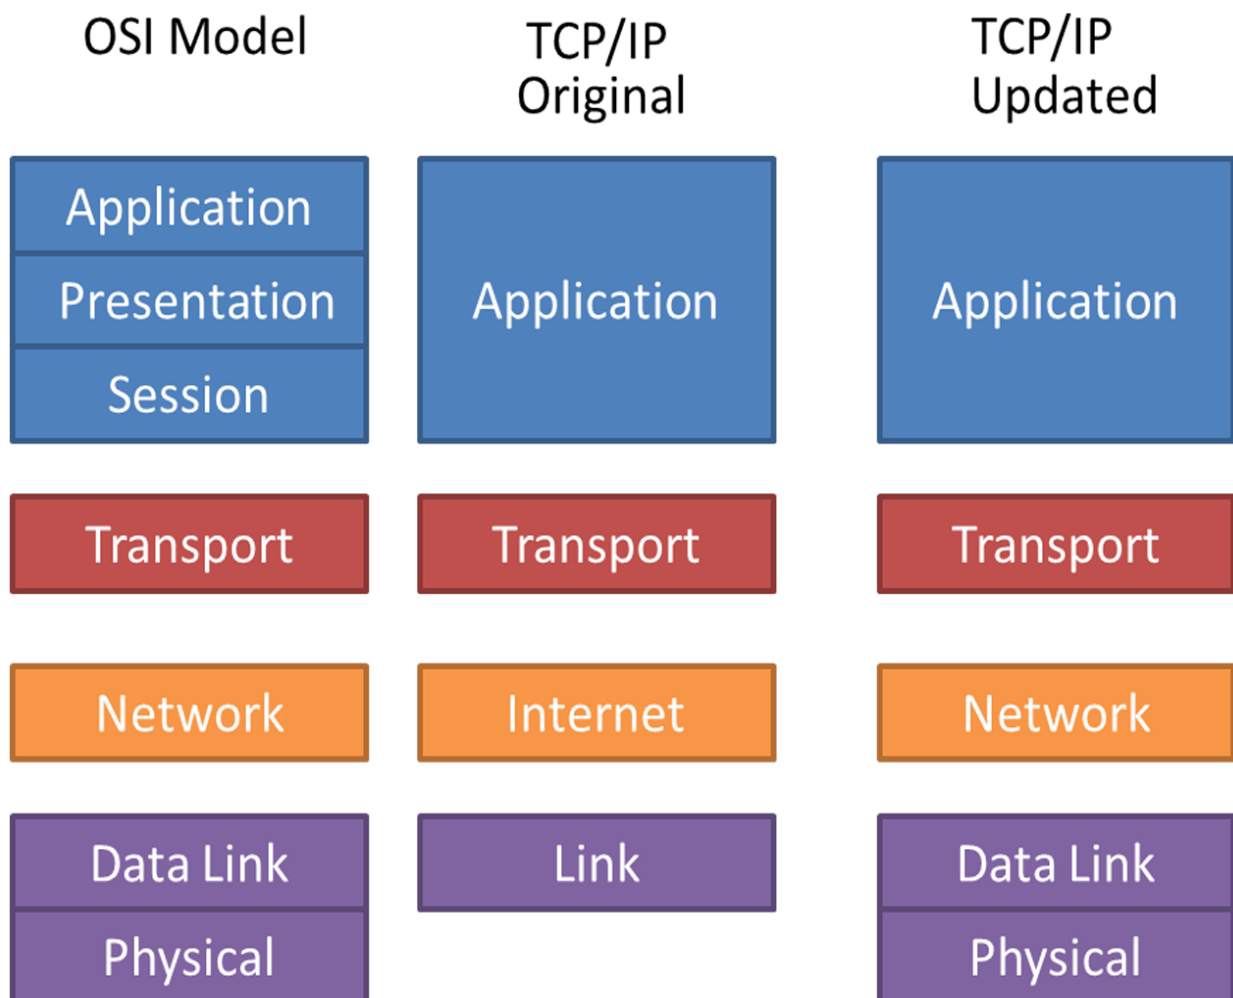 OSI Model
TCP/IP
Original
TCP/IP
Updated
Application
Presentation
Session
Application
Application
Transport
Transport
Transport
Network
Internet
Network
Data Link
Link
Data Link
Physical
Physical